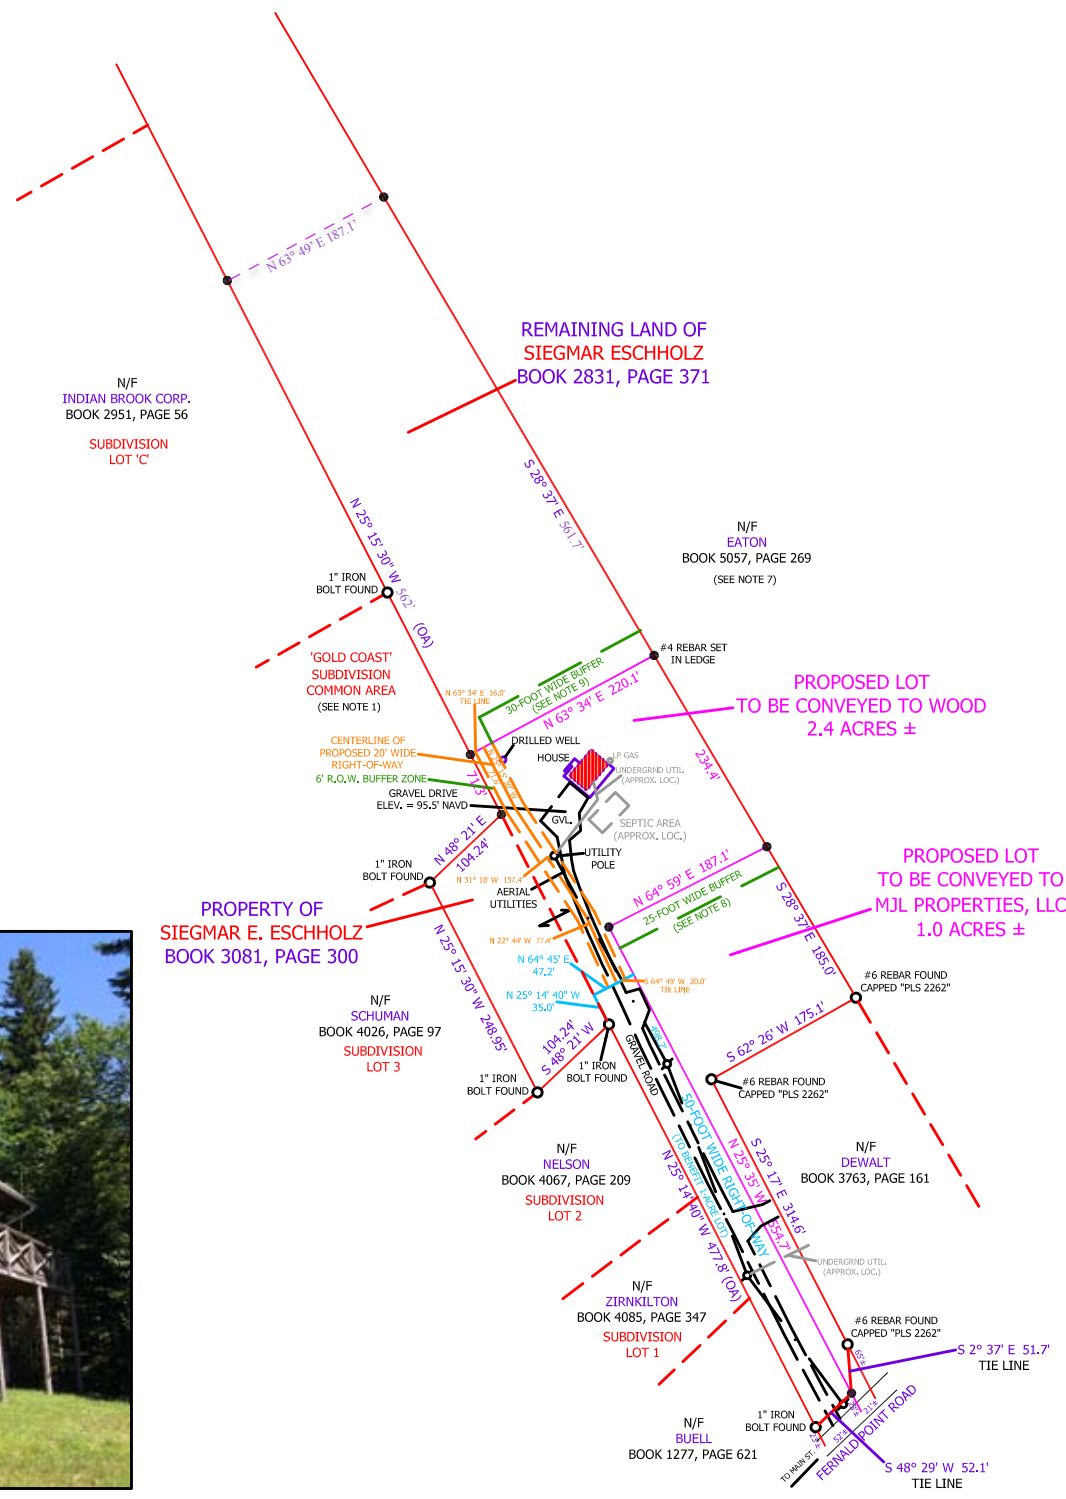 N 63° 49' E 187.1'
REMAINING LAND OF
SIEGMAR ESCHHOLZ
BOOK 2831, PAGE 371
N/F
INDIAN BROOK CORP.
BOOK 2951, PAGE 56
SUBDIVISION
LOT 'C'
S 28° 37' E 561.7'
N 25° 15' 30" W 562' (OA)
N/F
EATON
BOOK 5057, PAGE 269
(SEE NOTE 7)
1" IRON
BOLT FOUND
'GOLD COAST'
SUBDIVISION
COMMON AREA
(SEE NOTE 1)
#4 REBAR SET
IN LEDGE
30-FOOT WIDE BUFFER
(SEE NOTE 9)
N 63° 34' E 220.1'
N 63° 34' E 16.0'
TIE LINE
PROPOSED LOT
TO BE CONVEYED TO WOOD
2.4 ACRES ±
CENTERLINE OF
PROPOSED 20' WIDE
RIGHT-OF-WAY
6' R.O.W. BUFFER ZONE
DRILLED WELL
HOUSE
LP GAS
UNDERGRND UTIL.
(APPROX. LOC.)
71.3'
234.4'
GRAVEL DRIVE
ELEV. = 95.5' NAVD
GVL.
SEPTIC AREA
(APPROX. LOC.)
N 48° 21' E
104.24'
UTILITY
POLE
1" IRON
BOLT FOUND
N 31° 18' W 137.4'
AERIAL
UTILITIES
N 64° 59' E 187.1'
25-FOOT WIDE BUFFER
(SEE NOTE 8)
PROPOSED LOT
TO BE CONVEYED TO
MJL PROPERTIES, LLC
1.0 ACRES ±
PROPERTY OF
SIEGMAR E. ESCHHOLZ
BOOK 3081, PAGE 300
S 28° 37' E 185.0'
N 22° 44' W 77.4'
N 64° 45' E
47.2'
S 64° 45' W 20.0'
TIE LINE
N 25° 14' 40" W
35.0'
#6 REBAR FOUND
CAPPED "PLS 2262"
N 25° 15' 30" W 248.95'
N/F
SCHUMAN
BOOK 4026, PAGE 97
SUBDIVISION
LOT 3
104.24'
S 48° 21' W
1" IRON
BOLT FOUND
1" IRON
BOLT FOUND
GRAVEL ROAD
498.7'
S 62° 26' W 175.1'
#6 REBAR FOUND
CAPPED "PLS 2262"
50-FOOT WIDE RIGHT-OF-WAY
(TO BENEFIT 1-ACRE LOT)
N 25° 35' W 554.7'
S 25° 17' E 314.6'
N 25° 14' 40" W 477.8' (OA)
N/F
NELSON
BOOK 4067, PAGE 209
SUBDIVISION
LOT 2
N/F
DEWALT
BOOK 3763, PAGE 161
UNDERGRND UTIL.
(APPROX. LOC.)
N/F
ZIRNKILTON
BOOK 4085, PAGE 347
SUBDIVISION
LOT 1
#6 REBAR FOUND
CAPPED "PLS 2262"
S 2° 37' E 51.7'
TIE LINE
59'±
21'±
1" IRON
BOLT FOUND
N/F
BUELL
BOOK 1277, PAGE 621
52'±
TO MAIN ST.
FERNALD POINT ROAD
S 48° 29' W 52.1'
TIE LINE